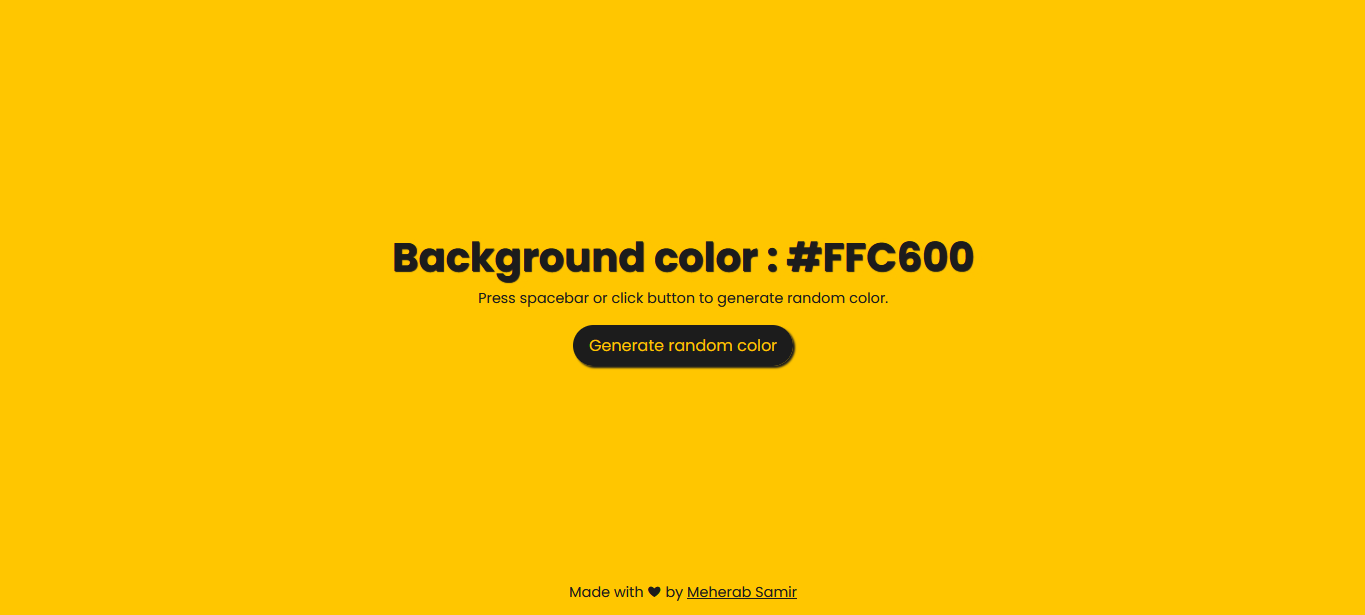 Background color : #FFC600
Press spacebar or click button to generate random color.
Generate random color
Made with ♥ by Meherab Samir